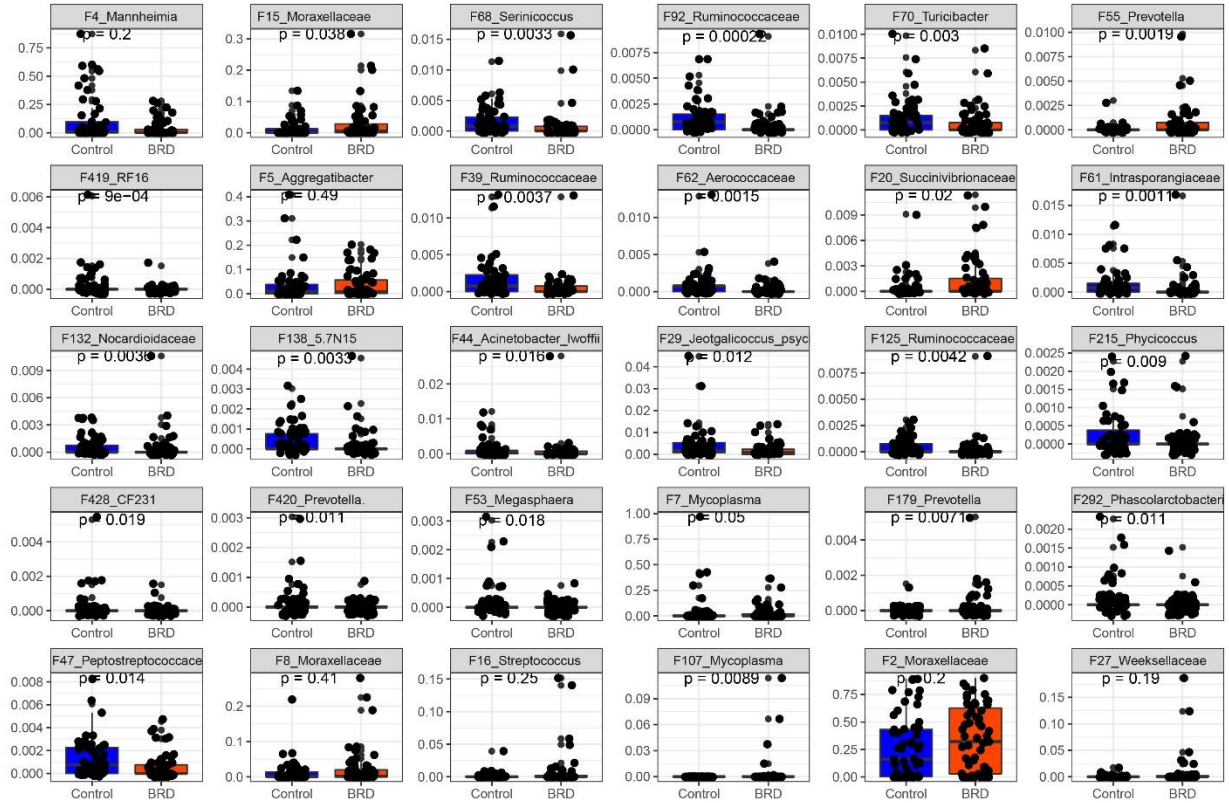 F4_Mannheimia
p = 0.2
0.75
0.50
0.25
0.00
Control BRD
F15_Moraxellaceae
p = 0.038
0.3
0.2
0.1
0.0
Control BRD
F68_Serinicoccus
p = 0.0033
0.015
0.010
0.005
0.000
Control BRD
F92_Ruminococcaceae
p = 0.00022
0.0075
0.0050
0.0025
0.0000
Control BRD
F70_Turicibacter
p = 0.003
0.0100
0.0075
0.0050
0.0025
0.0000
Control BRD
F55_Prevotella
p = 0.0019
0.0100
0.0075
0.0050
0.0025
0.0000
Control BRD
F419_RF16
p = 9e−04
0.006
0.004
0.002
0.000
Control BRD
F5_Aggregatibacter
p = 0.49
0.4
0.3
0.2
0.1
0.0
Control BRD
F39_Ruminococcaceae
p = 0.0037
0.010
0.005
0.000
Control BRD
F62_Aerococcaceae
p = 0.0015
0.010
0.005
0.000
Control BRD
F20_Succinivibrionaceae
p = 0.02
0.009
0.006
0.003
0.000
Control BRD
F61_Intrasporangiaceae
p = 0.0011
0.015
0.010
0.005
0.000
Control BRD
F132_Nocardioidaceae
p = 0.0036
0.009
0.006
0.003
0.000
Control BRD
F138_5.7N15
p = 0.0033
0.004
0.003
0.002
0.001
0.000
Control BRD
F44_Acinetobacter_lwoffii
p = 0.016
0.02
0.01
0.00
Control BRD
F29_Jeotgalicoccus_psyc
p = 0.012
0.04
0.03
0.02
0.01
0.00
Control BRD
F125_Ruminococcaceae
p = 0.0042
0.0075
0.0050
0.0025
0.0000
Control BRD
F215_Phycicoccus
p = 0.009
0.0025
0.0020
0.0015
0.0010
0.0005
0.0000
Control BRD
F428_CF231
p = 0.019
0.004
0.002
0.000
Control BRD
F420_Prevotella.
p = 0.011
0.003
0.002
0.001
0.000
Control BRD
F53_Megasphaera
p = 0.018
0.003
0.002
0.001
0.000
Control BRD
F7_Mycoplasma
p = 0.05
1.00
0.75
0.50
0.25
0.00
Control BRD
F179_Prevotella
p = 0.0071
0.004
0.002
0.000
Control BRD
F292_Phascolarctobacteri
p = 0.011
0.0020
0.0015
0.0010
0.0005
0.0000
Control BRD
F47_Peptostreptococcace
p = 0.014
0.008
0.006
0.004
0.002
0.000
Control BRD
F8_Moraxellaceae
p = 0.41
0.2
0.1
0.0
Control BRD
F16_Streptococcus
p = 0.25
0.15
0.10
0.05
0.00
Control BRD
F107_Mycoplasma
p = 0.0089
0.09
0.06
0.03
0.00
Control BRD
F2_Moraxellaceae
p = 0.2
0.75
0.50
0.25
0.00
Control BRD
F27_Weeksellaceae
p = 0.19
0.15
0.10
0.05
0.00
Control BRD